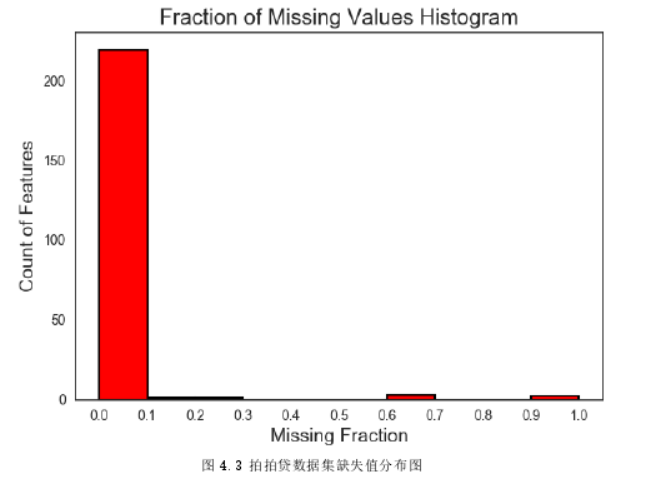 Fraction of Missing Values Histogram
Count of Features
200
150
100
50
0
0.0 0.1 0.2 0.3 0.4 0.5 0.6 0.7 0.8 0.9 1.0
Missing Fraction
图 4.3 拍拍贷数据集缺失值分布图